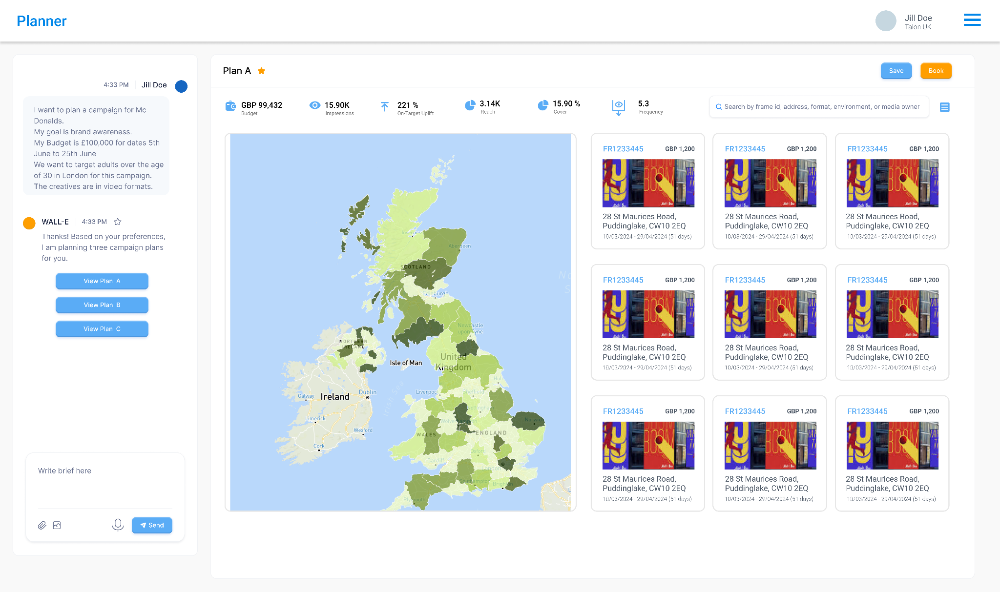 Planner
Jill Doe
Talon UK
4:33 PM
Jill Doe
I want to plan a campaign for Mc
Donalds.
My goal is brand awareness.
My Budget is £100,000 for dates 5th
June to 25th June
We want to target adults over the age
of 30 in London for this campaign.
The creatives are in video formats.
WALL-E
4:33 PM
Thanks! Based on your preferences,
I am planning three campaign plans
for you.
View Plan A
View Plan B
View Plan C
Write brief here
Send
Plan A
Save
Book
GBP 99,432
Budget
15.90K
Impressions
221 %
On-Target Uplift
3.14K
Reach
15.90 %
Cover
5.3
Frequency
Search by frame id, address, format, environment, or media owner
Inverness
Aberdeen
SCOTLAND
Edinburgh
Newcastle
upon Tyne
NORTHERN
IRELAND
Isle of Man
United
Kingdom
Hull
Irish Sea
Dublin
Liverpool
Sheffield
Galway
Ireland
Nottingham
Limerick
Wolverhampton
Norwich
Wexford
WALES
ENGLAND
Cork
Oxford
Cardiff
London
Southampton
Brighton
Plymouth
FR1233445
GBP 1,200
BOOM
28 St Maurices Road,
Puddinglake, CW10 2EQ
10/03/2024 - 29/04/2024 (51 days)
FR1233445
GBP 1,200
BOOM
28 St Maurices Road,
Puddinglake, CW10 2EQ
10/03/2024 - 29/04/2024 (51 days)
FR1233445
GBP 1,200
BOOM
28 St Maurices Road,
Puddinglake, CW10 2EQ
10/03/2024 - 29/04/2024 (51 days)
FR1233445
GBP 1,200
BOOM
28 St Maurices Road,
Puddinglake, CW10 2EQ
10/03/2024 - 29/04/2024 (51 days)
FR1233445
GBP 1,200
BOOM
28 St Maurices Road,
Puddinglake, CW10 2EQ
10/03/2024 - 29/04/2024 (51 days)
FR1233445
GBP 1,200
BOOM
28 St Maurices Road,
Puddinglake, CW10 2EQ
10/03/2024 - 29/04/2024 (51 days)
FR1233445
GBP 1,200
BOOM
28 St Maurices Road,
Puddinglake, CW10 2EQ
10/03/2024 - 29/04/2024 (51 days)
FR1233445
GBP 1,200
BOOM
28 St Maurices Road,
Puddinglake, CW10 2EQ
10/03/2024 - 29/04/2024 (51 days)
FR1233445
GBP 1,200
BOOM
28 St Maurices Road,
Puddinglake, CW10 2EQ
10/03/2024 - 29/04/2024 (51 days)